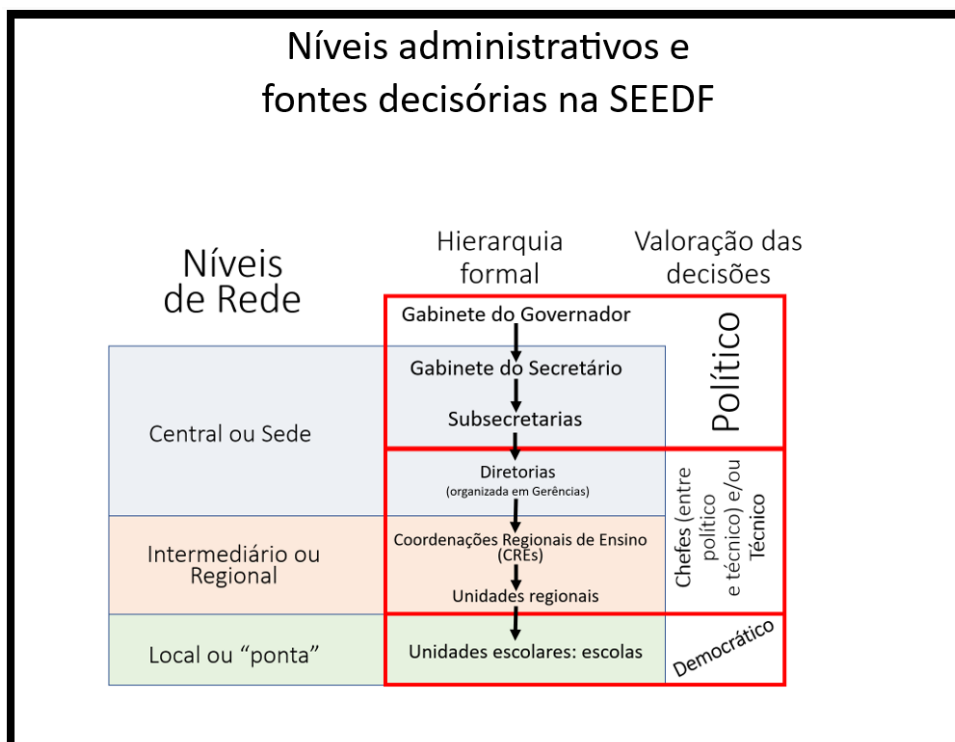 Níveis administrativos e
fontes decisórias na SEEDF
Níveis
de Rede
Hierarquia
formal
Valoração das
decisões
Gabinete do Governador
Gabinete do Secretário
Subsecretarias
Político
Central ou Sede
Diretorias
(organizada em Gerências)
Intermediário ou
Regional
Coordenações Regionais de Ensino
(CREs)
Unidades regionais
Chefes (entre
político
e técnico) e/ou
Técnico
Local ou “ponta”
Unidades escolares: escolas
Democrático